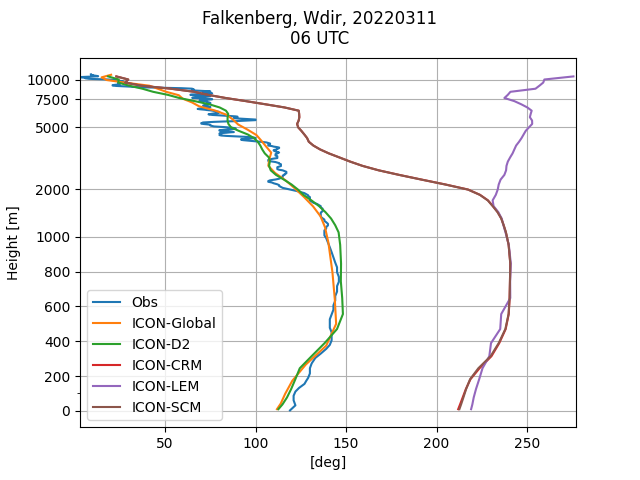 Falkenberg, Wdir, 20220311
06 UTC
Height [m]
10000
7500
5000
2000
1000
800
600
400
200
0
Obs
ICON-Global
ICON-D2
ICON-CRM
ICON-LEM
ICON-SCM
50
100
150
200
250
[deg]